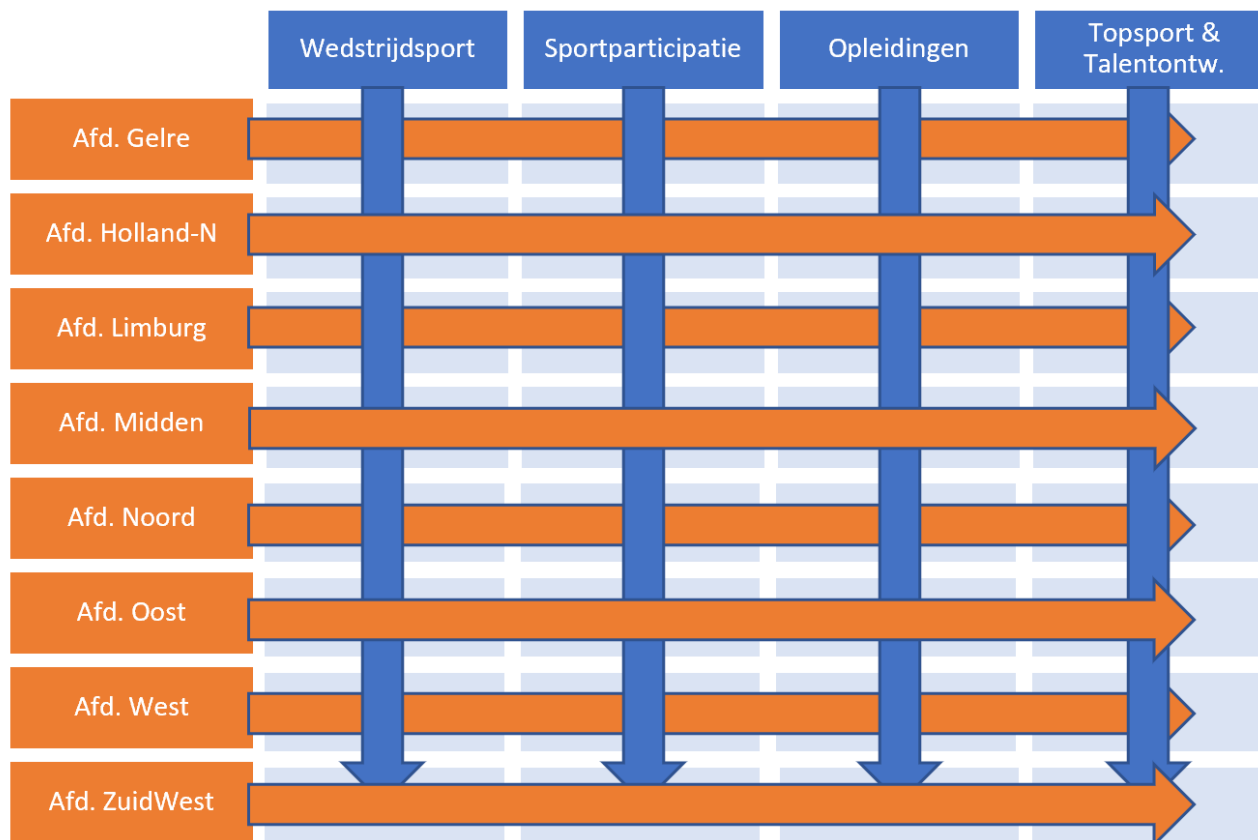 Wedstrijdsport
Sportparticipatie
Opleidingen
Topsport &
Talentontw.
Afd. Gelre
Afd. Holland-N
Afd. Limburg
Afd. Midden
Afd. Noord
Afd. Oost
Afd. West
Afd. ZuidWest